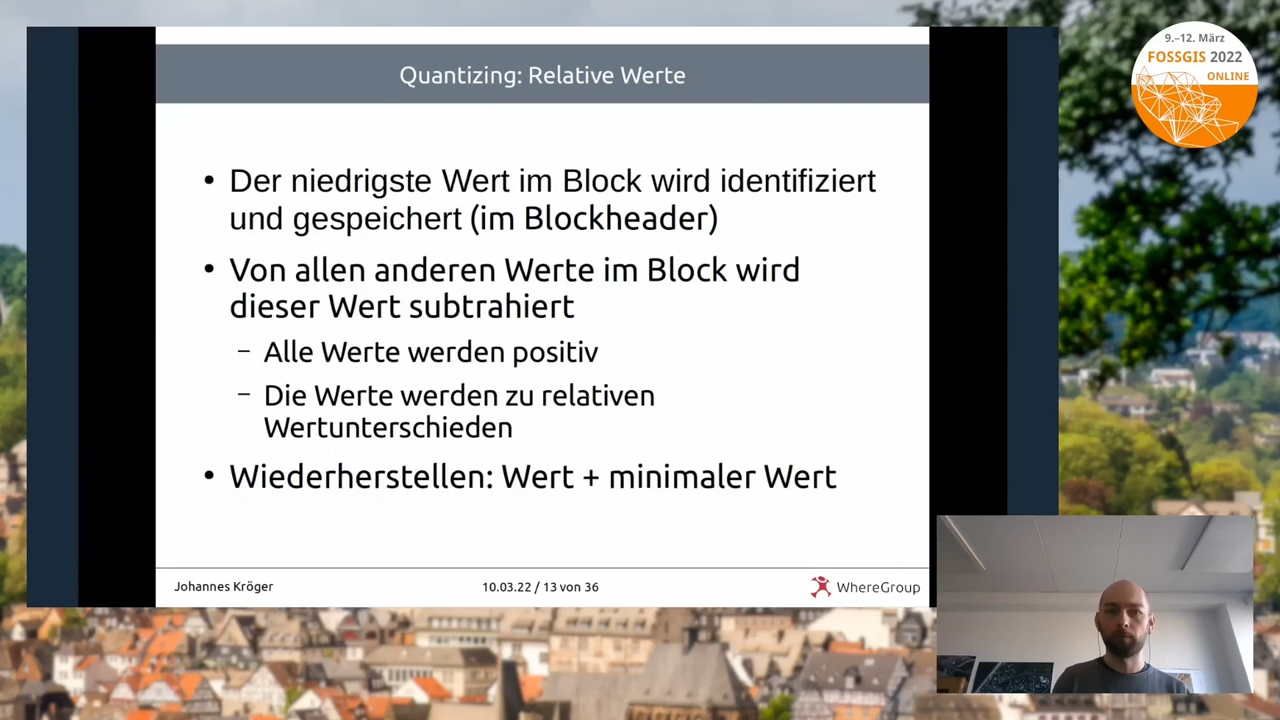 9.–12. März
FOSSGIS 2022
ONLINE
Quantizing: Relative Werte
• Der niedrigste Wert im Block wird identifiziert
und gespeichert (im Blockheader)
• Von allen anderen Werte im Block wird
dieser Wert subtrahiert
– Alle Werte werden positiv
– Die Werte werden zu relativen
Wertunterschieden
• Wiederherstellen: Wert + minimaler Wert
Johannes Kröger
10.03.22 / 13 von 36
WhereGroup